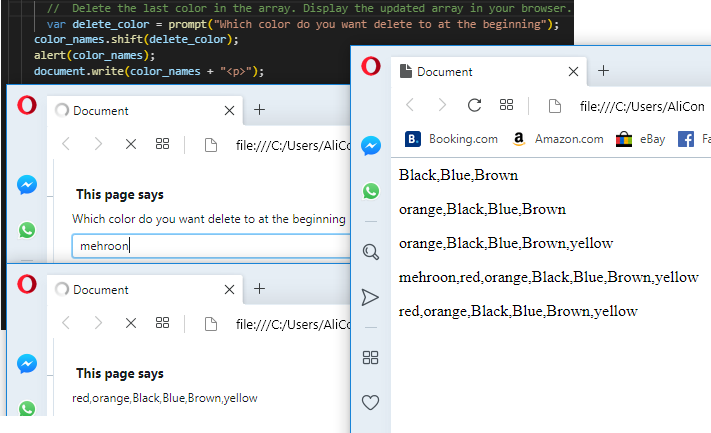 //  Delete the last color in the array. Display the updated array in your browser.
var delete_color = prompt("Which color do you want delete to at the beginning");
color_names.shift(delete_color);
alert(color_names);
document.write(color_names + "<p>");
Document
file:///C:/Users/AliCo
This page says
Which color do you want delete to at the beginning
mehroon
Document
file:///C:/Users/AliCo
This page says
red,orange,Black,Blue,Brown,yellow
Document
file:///C:/Users/AliCon
B. Booking.com a Amazon.com eBay f Fa
Black,Blue,Brown
orange,Black,Blue,Brown
orange,Black,Blue,Brown,yellow
mehroon,red,orange,Black,Blue,Brown,yellow
red,orange,Black,Blue,Brown,yellow